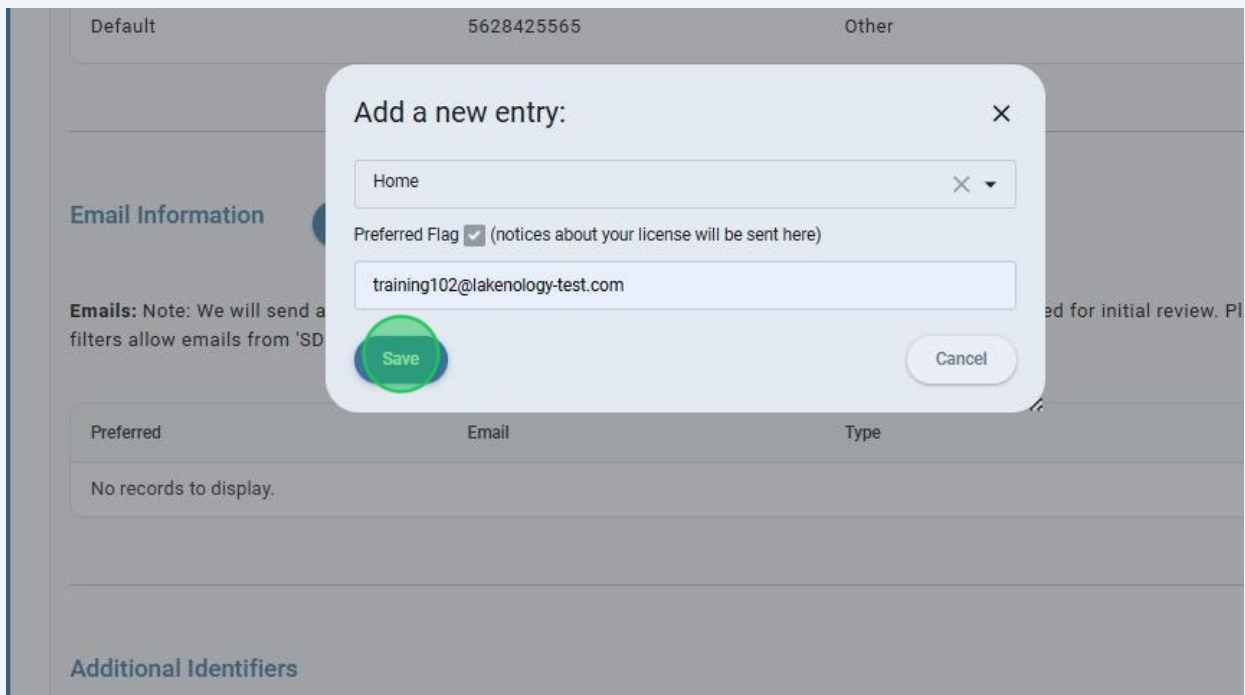 Default 5628425565 Other
Add a new entry:
Home
Email Information
Preferred Flag (notices about your license will be sent here)
training102@lakenology-test.com
Emails: Note: We will send a ed for initial review. Pl
filters allow emails from 'SD
Save Cancel
Preferred Email Type
No records to display.
Additional Identifiers